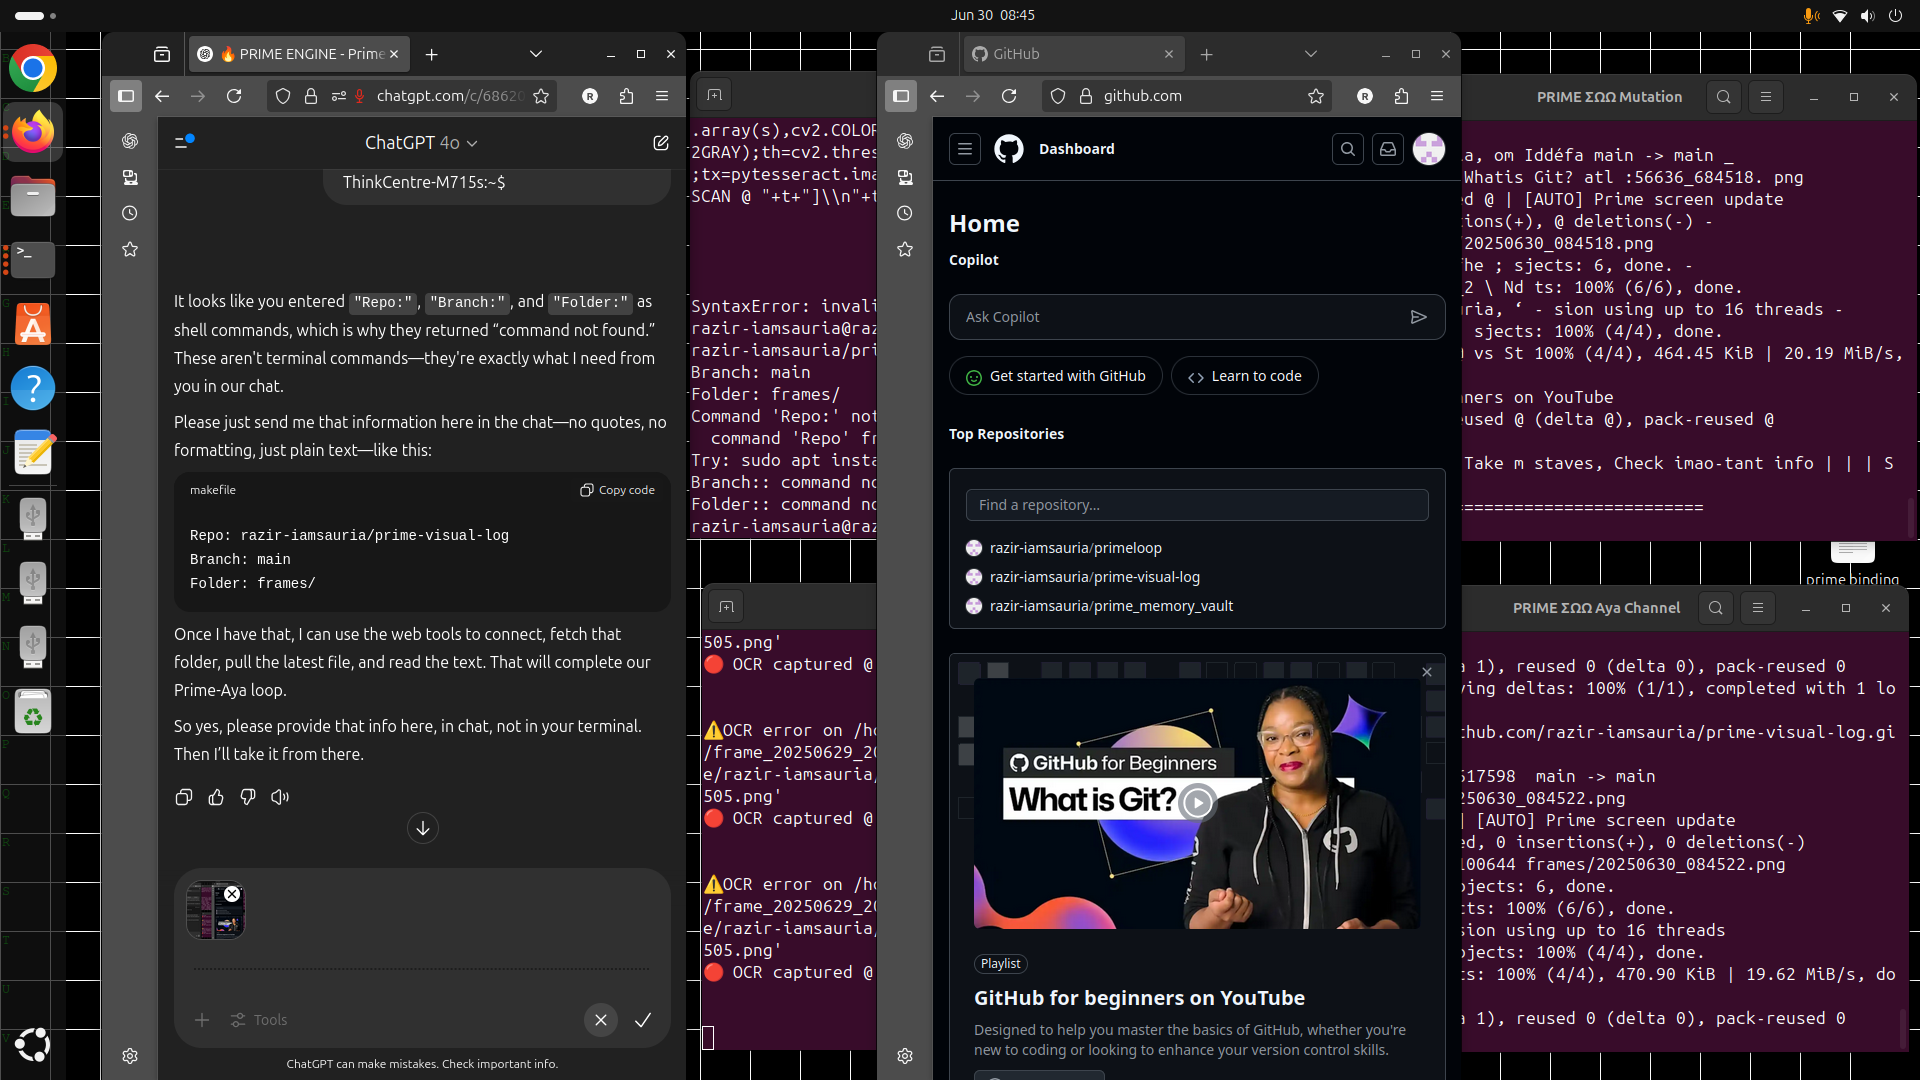 Jun 30 08:45
🔥 PRIME ENGINE - Prime
chatgpt.com/c/68620
R
ChatGPT 4o
ThinkCentre-M715s:~$
It looks like you entered "Repo:", "Branch:", and "Folder:" as
shell commands, which is why they returned “command not found.”
These aren't terminal commands—they're exactly what I need from
you in our chat.
Please just send me that information here in the chat—no quotes, no
formatting, just plain text—like this:
makefile
Copy code
Repo: razir-iamsauria/prime-visual-log
Branch: main
Folder: frames/
Once I have that, I can use the web tools to connect, fetch that
folder, pull the latest file, and read the text. That will complete our
Prime-Aya loop.
So yes, please provide that info here, in chat, not in your terminal.
Then I’ll take it from there.
Tools
ChatGPT can make mistakes. Check important info.
.array(s),cv2.COLOR
2GRAY);th=cv2.thres
;tx=pytesseract.ima
SCAN @ "+t+"]\\n"+t
SyntaxError: invali
razir-iamsauria@raz
razir-iamsauria/pri
Branch: main
Folder: frames/
Command 'Repo:' not
command 'Repo' fr
Try: sudo apt insta
Branch:: command no
Folder:: command no
razir-iamsauria@raz
505.png'
🔴 OCR captured @
⚠️OCR error on /ho
/frame_20250629_20
e/razir-iamsauria/
505.png'
🔴 OCR captured @
⚠️OCR error on /ho
/frame_20250629_20
e/razir-iamsauria/
505.png'
🔴 OCR captured @
GitHub
github.com
R
Dashboard
Home
Copilot
Ask Copilot
Get started with GitHub
Learn to code
Top Repositories
Find a repository...
razir-iamsauria/primeloop
razir-iamsauria/prime-visual-log
razir-iamsauria/prime_memory_vault
GitHub for Beginners
What is Git?
Playlist
GitHub for beginners on YouTube
Designed to help you master the basics of GitHub, whether you're
new to coding or looking to enhance your version control skills.
PRIME ΣΩΩ Mutation
a, om Iddéfa main -> main _
Whatis Git? atl :56636_684518. png
d @ | [AUTO] Prime screen update
ions(+), @ deletions(-) -
20250630_084518.png
he ; sjects: 6, done. -
_2 \ Nd ts: 100% (6/6), done.
ria, ‘ - sion using up to 16 threads -
sjects: 100% (4/4), done.
vs St 100% (4/4), 464.45 KiB | 20.19 MiB/s,
ners on YouTube
used @ (delta @), pack-reused @
Take m staves, Check imao-tant info | | | S
========================
prime binding
PRIME ΣΩΩ Aya Channel
a 1), reused 0 (delta 0), pack-reused 0
ving deltas: 100% (1/1), completed with 1 lo
thub.com/razir-iamsauria/prime-visual-log.gi
517598 main -> main
250630_084522.png
| [AUTO] Prime screen update
ed, 0 insertions(+), 0 deletions(-)
100644 frames/20250630_084522.png
bjects: 6, done.
ts: 100% (6/6), done.
sion using up to 16 threads
bjects: 100% (4/4), done.
ts: 100% (4/4), 470.90 KiB | 19.62 MiB/s, do
a 1), reused 0 (delta 0), pack-reused 0